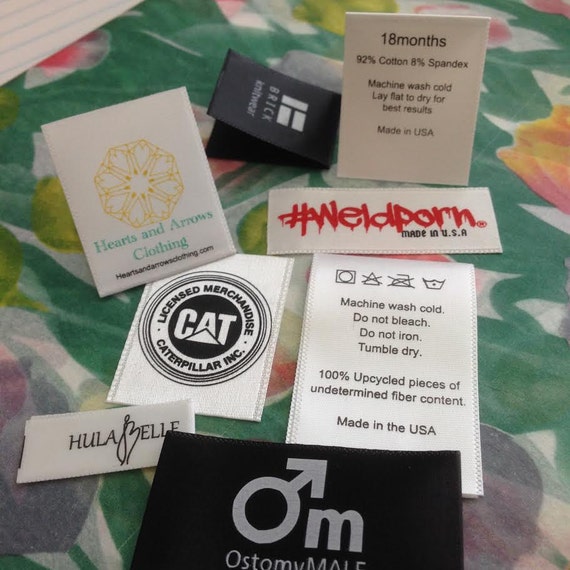 18months
92% Cotton 8% Spandex
Machine wash cold
Lay flat to dry for
best results
Made in USA
BRICK
knitwear
Hearts and Arrows
Clothing
Heartsandarrowsclothing.com
#Weldporn®
MADE IN U.S.A
LICENSED MERCHANDISE
CAT
CATERPILLAR INC.
Machine wash cold.
Do not bleach.
Do not iron.
Tumble dry.
100% Upcycled pieces of
undetermined fiber content.
Made in the USA
HULABELLE
Om
OstomyMALE